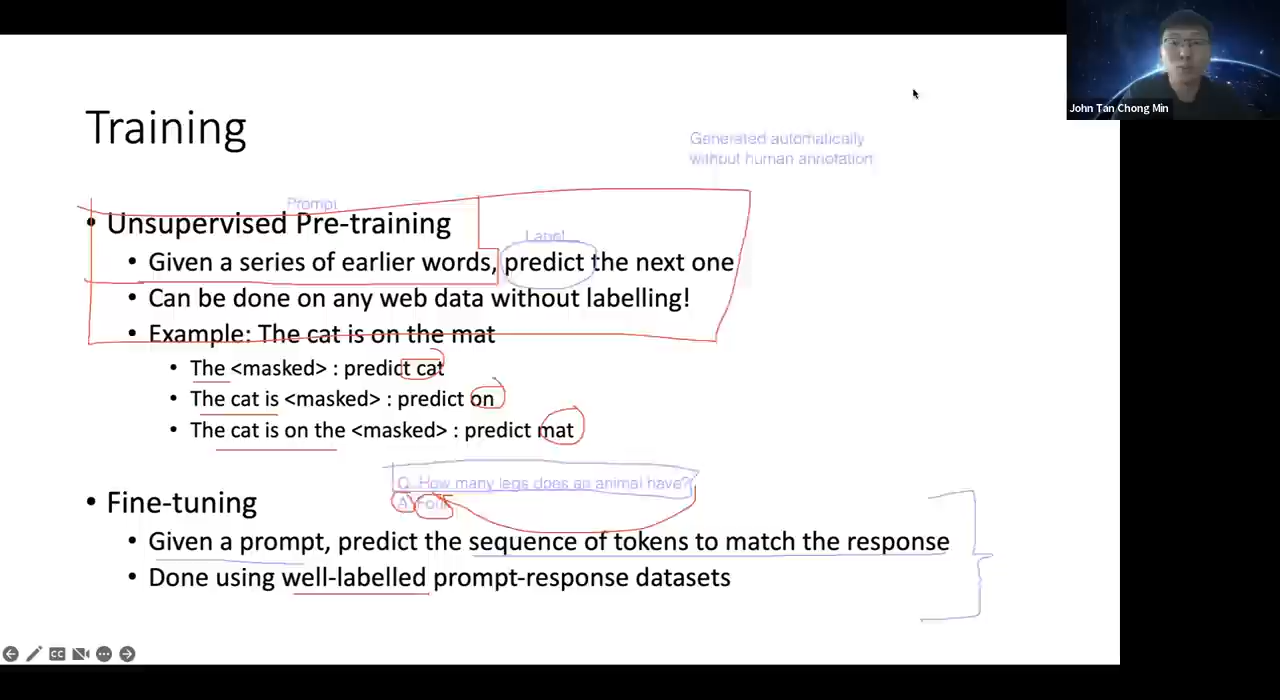 John Tan Chong Min
Training
Generated automatically
without human annotation
Prompt
• Unsupervised Pre-training
Label
• Given a series of earlier words, predict the next one
• Can be done on any web data without labelling!
• Example: The cat is on the mat
• The <masked> : predict cat
• The cat is <masked> : predict on
• The cat is on the <masked> : predict mat
Q. How many legs does an animal have?
A Four
• Fine-tuning
• Given a prompt, predict the sequence of tokens to match the response
• Done using well-labelled prompt-response datasets
CC